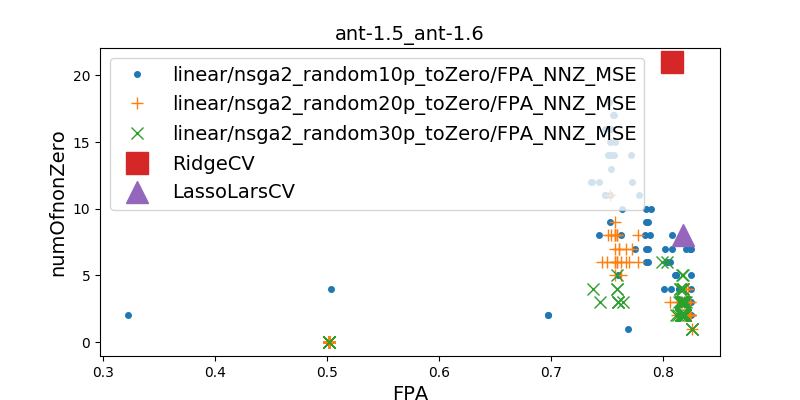 ant-1.5_ant-1.6
linear/nsga2_random10p_toZero/FPA_NNZ_MSE
linear/nsga2_random20p_toZero/FPA_NNZ_MSE
linear/nsga2_random30p_toZero/FPA_NNZ_MSE
RidgeCV
LassoLarsCV
numOfnonZero
20
15
10
5
0
0.3 0.4 0.5 0.6 0.7 0.8
FPA